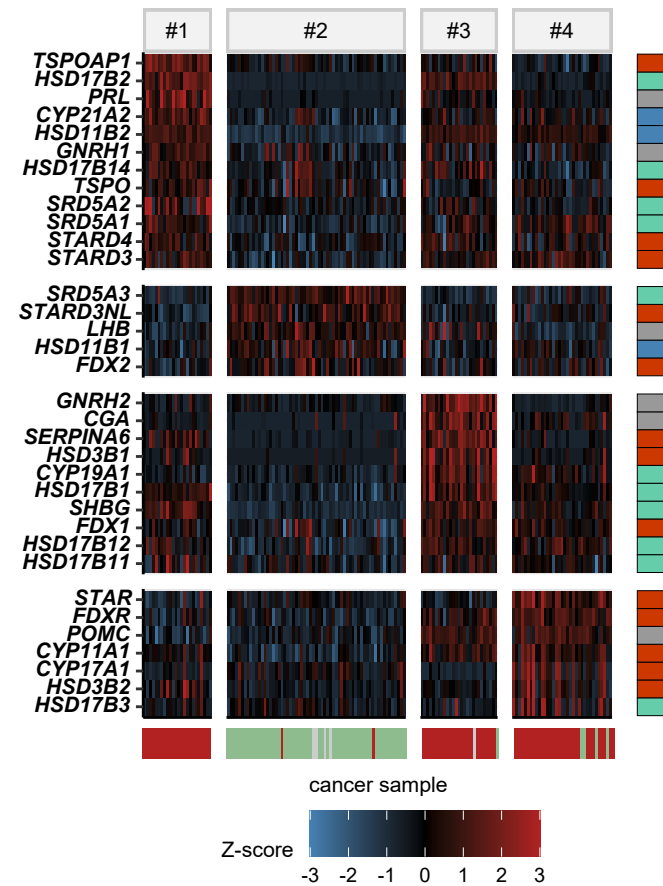 #1 #2 #3 #4
TSPOAP1
HSD17B2
PRL
CYP21A2
HSD11B2
GNRH1
HSD17B14
TSPO
SRD5A2
SRD5A1
STARD4
STARD3
SRD5A3
STARD3NL
LHB
HSD11B1
FDX2
GNRH2
CGA
SERPINA6
HSD3B1
CYP19A1
HSD17B1
SHBG
FDX1
HSD17B12
HSD17B11
STAR
FDXR
POMC
CYP11A1
CYP17A1
HSD3B2
HSD17B3
cancer sample
Z-score
-3 -2 -1 0 1 2 3